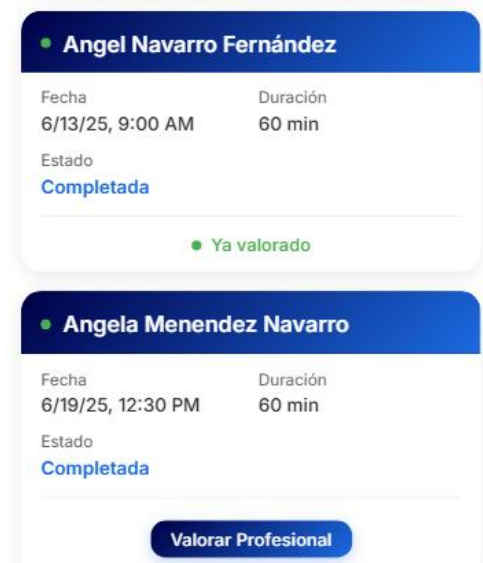 Angel Navarro Fernández
Fecha Duración
6/13/25, 9:00 AM 60 min
Estado
Completada
Ya valorado
Angela Menendez Navarro
Fecha Duración
6/19/25, 12:30 PM 60 min
Estado
Completada
Valorar Profesional